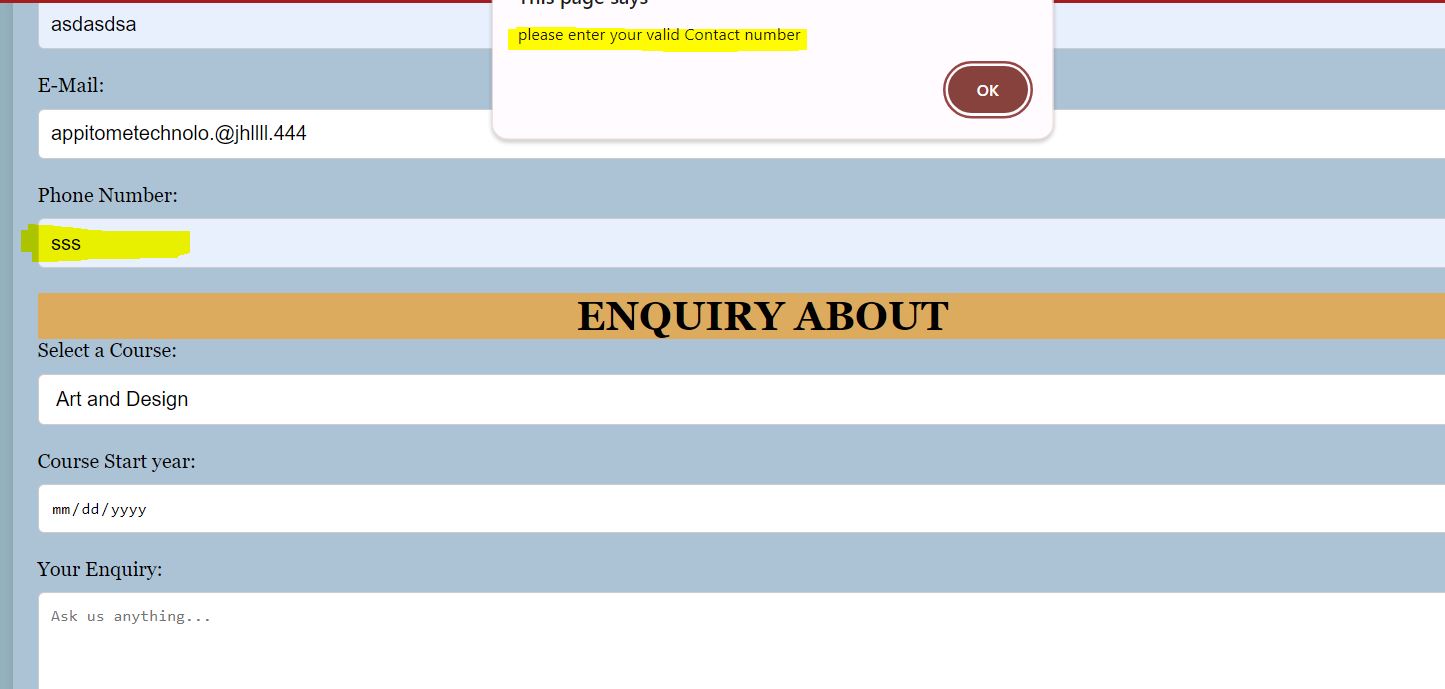 This page says
please enter your valid Contact number
OK
asdasdsa
E-Mail:
appitometechnolo.@jhllll.444
Phone Number:
sss
ENQUIRY ABOUT
Select a Course:
Art and Design
Course Start year:
mm/dd/yyyy
Your Enquiry:
Ask us anything...